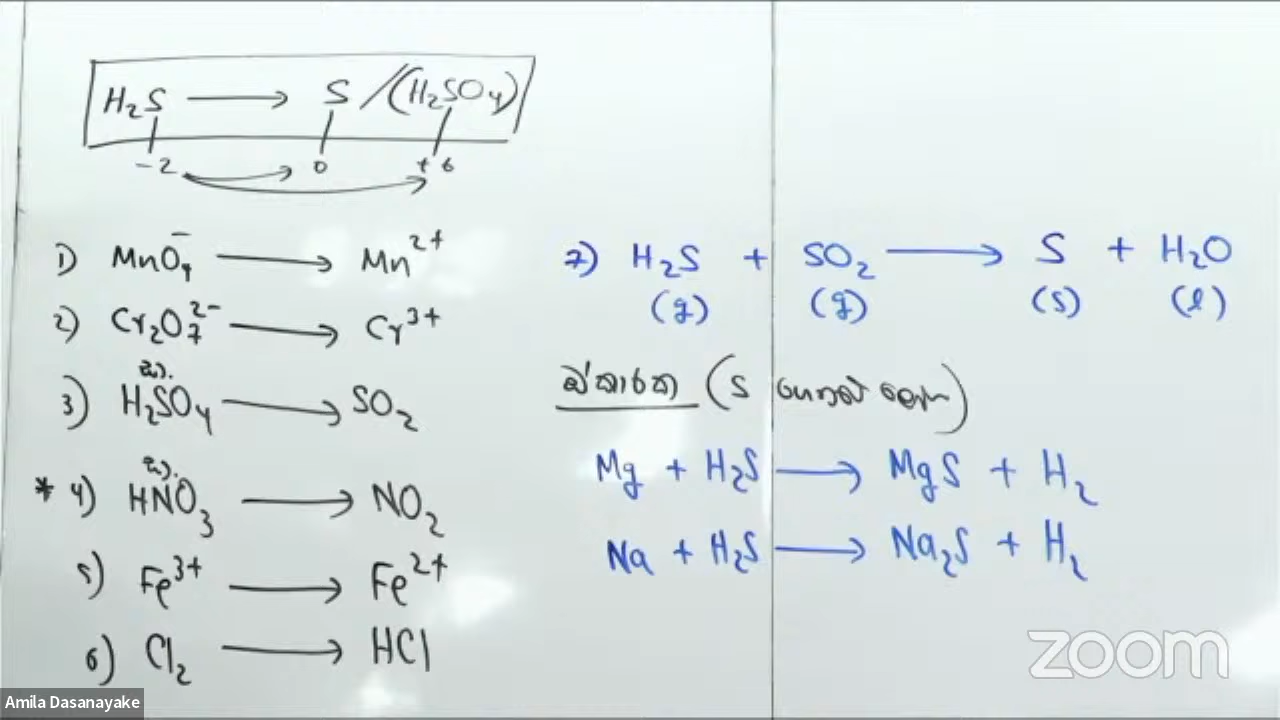 H₂S ⟶ S / (H₂SO₄)
-2 0 +6
1) MnO₄⁻ ⟶ Mn²⁺
2) Cr₂O₇²⁻ ⟶ Cr³⁺
3) H₂SO₄ ⟶ SO₂
* 4) HNO₃ ⟶ NO₂
5) Fe³⁺ ⟶ Fe²⁺
6) Cl₂ ⟶ HCl
7) H₂S + SO₂ ⟶ S + H₂O
(g) (g) (s) (l)
(S
Mg + H₂S ⟶ MgS + H₂
Na + H₂S ⟶ Na₂S + H₂
zoom
Amila Dasanayake